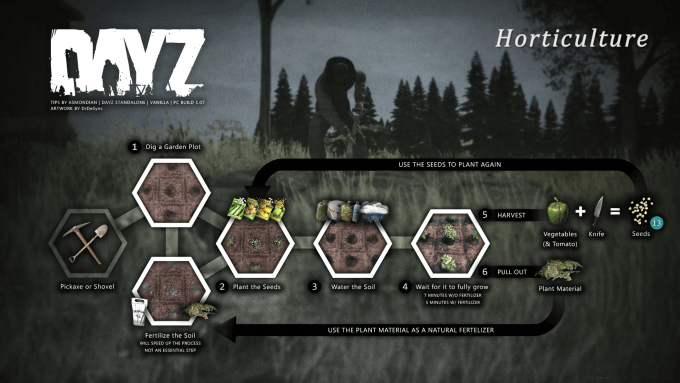 DAYZ
Horticulture
TIPS BY ASMONDIAN | DAYZ STANDALONE | VANILLA | PC BUILD 1.07
ARTWORK BY DrDeSync
1 Dig a Garden Plot
USE THE SEEDS TO PLANT AGAIN
5 HARVEST
+
=
13
Vegetables
(& Tomato)
Knife
Seeds
6 PULL OUT
Plant Material
Pickaxe or Shovel
2 Plant the Seeds
3 Water the Soil
4 Wait for it to fully grow
7 MINUTES W/O FERTILIZER
5 MINUTES W/ FERTILIZER
USE THE PLANT MATERIAL AS A NATURAL FERTELIZER
Fertilize the Soil
WILL SPEED UP THE PROCESS
NOT AN ESSENTIAL STEP